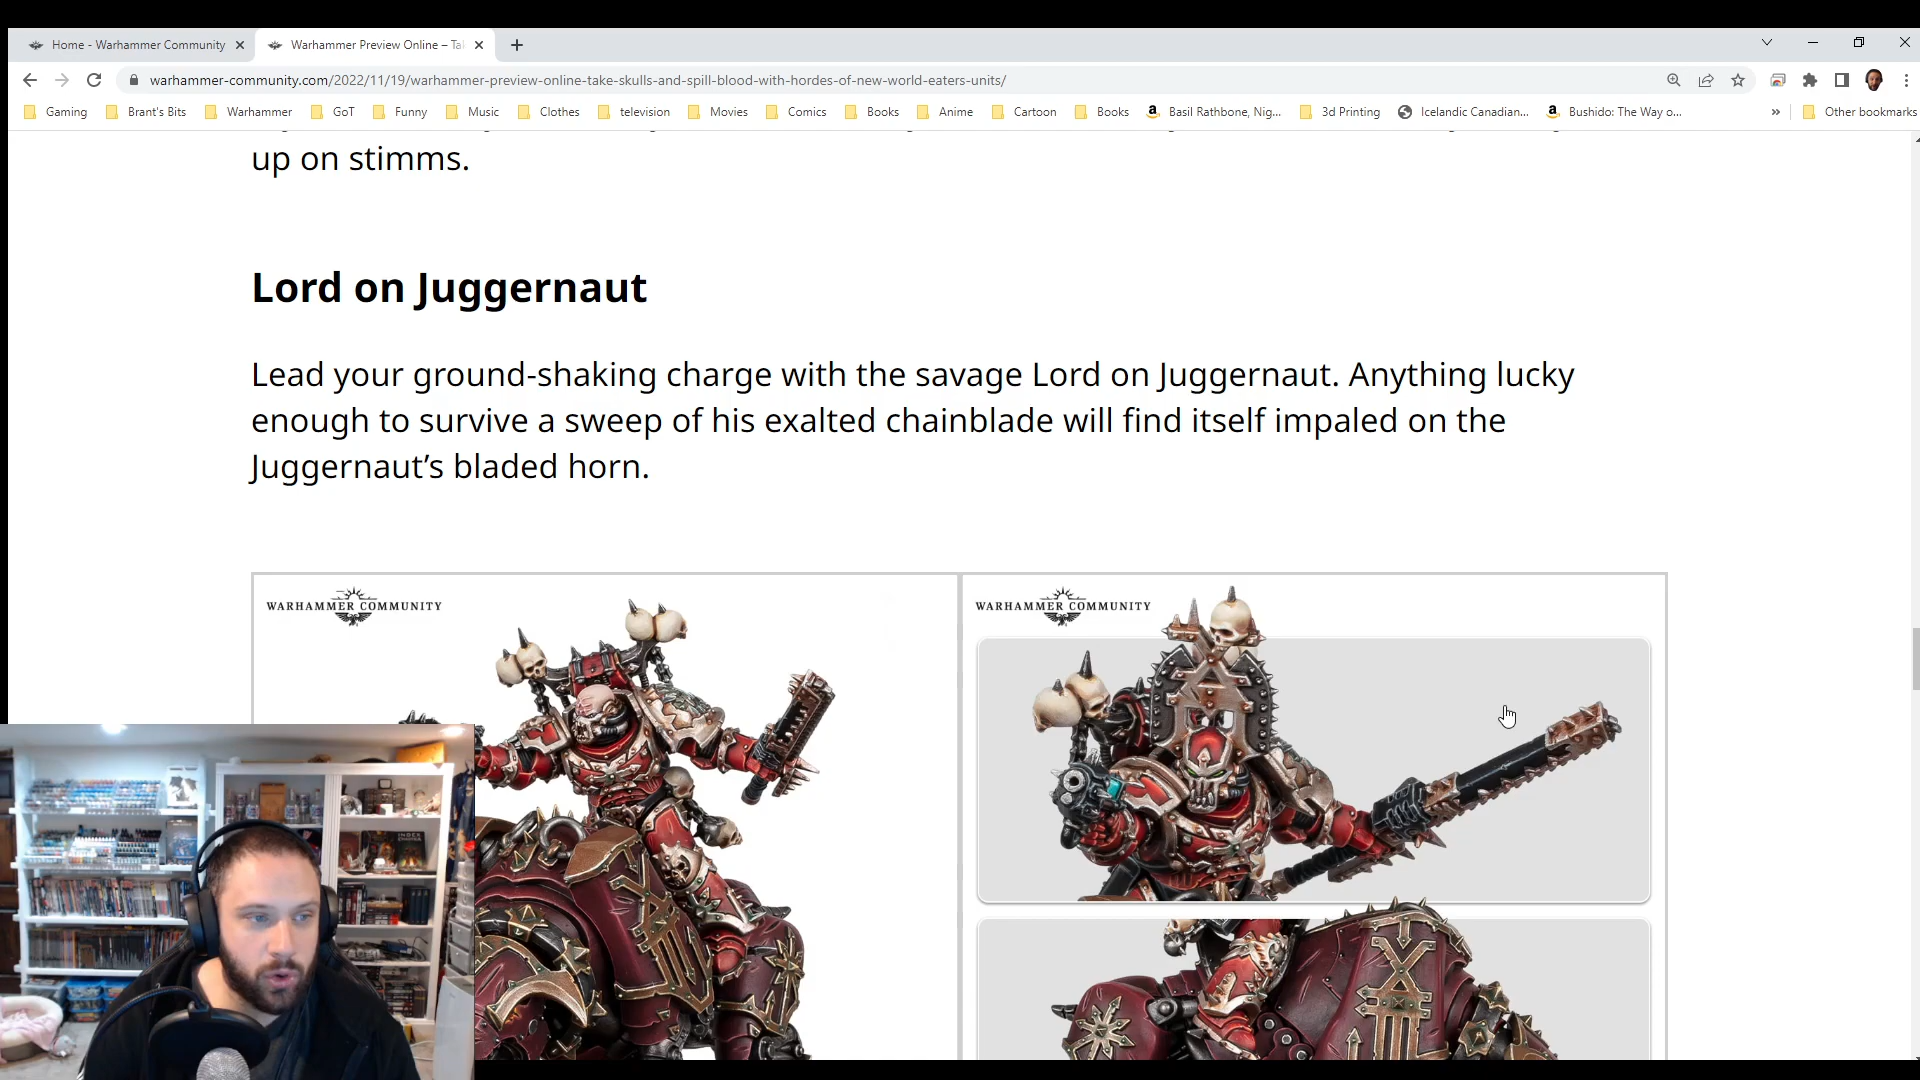 Home - Warhammer Community
Warhammer Preview Online – Ta
warhammer-community.com/2022/11/19/warhammer-preview-online-take-skulls-and-spill-blood-with-hordes-of-new-world-eaters-units/
Gaming Brant's Bits Warhammer GoT Funny Music Clothes television Movies Comics Books Anime Cartoon Books Basil Rathbone, Nig... 3d Printing Icelandic Canadian... Bushido: The Way o... » Other bookmarks
up on stimms.
Lord on Juggernaut
Lead your ground-shaking charge with the savage Lord on Juggernaut. Anything lucky
enough to survive a sweep of his exalted chainblade will find itself impaled on the
Juggernaut’s bladed horn.
WARHAMMER COMMUNITY
WARHAMMER COMMUNITY